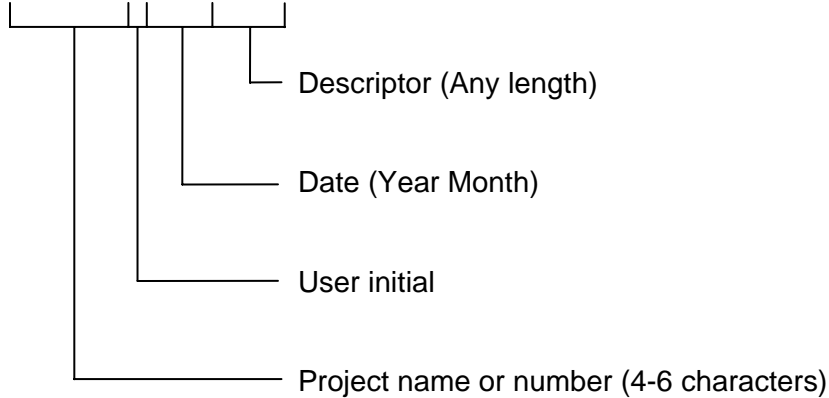 Descriptor (Any length)
Date (Year Month)
User initial
Project name or number (4-6 characters)